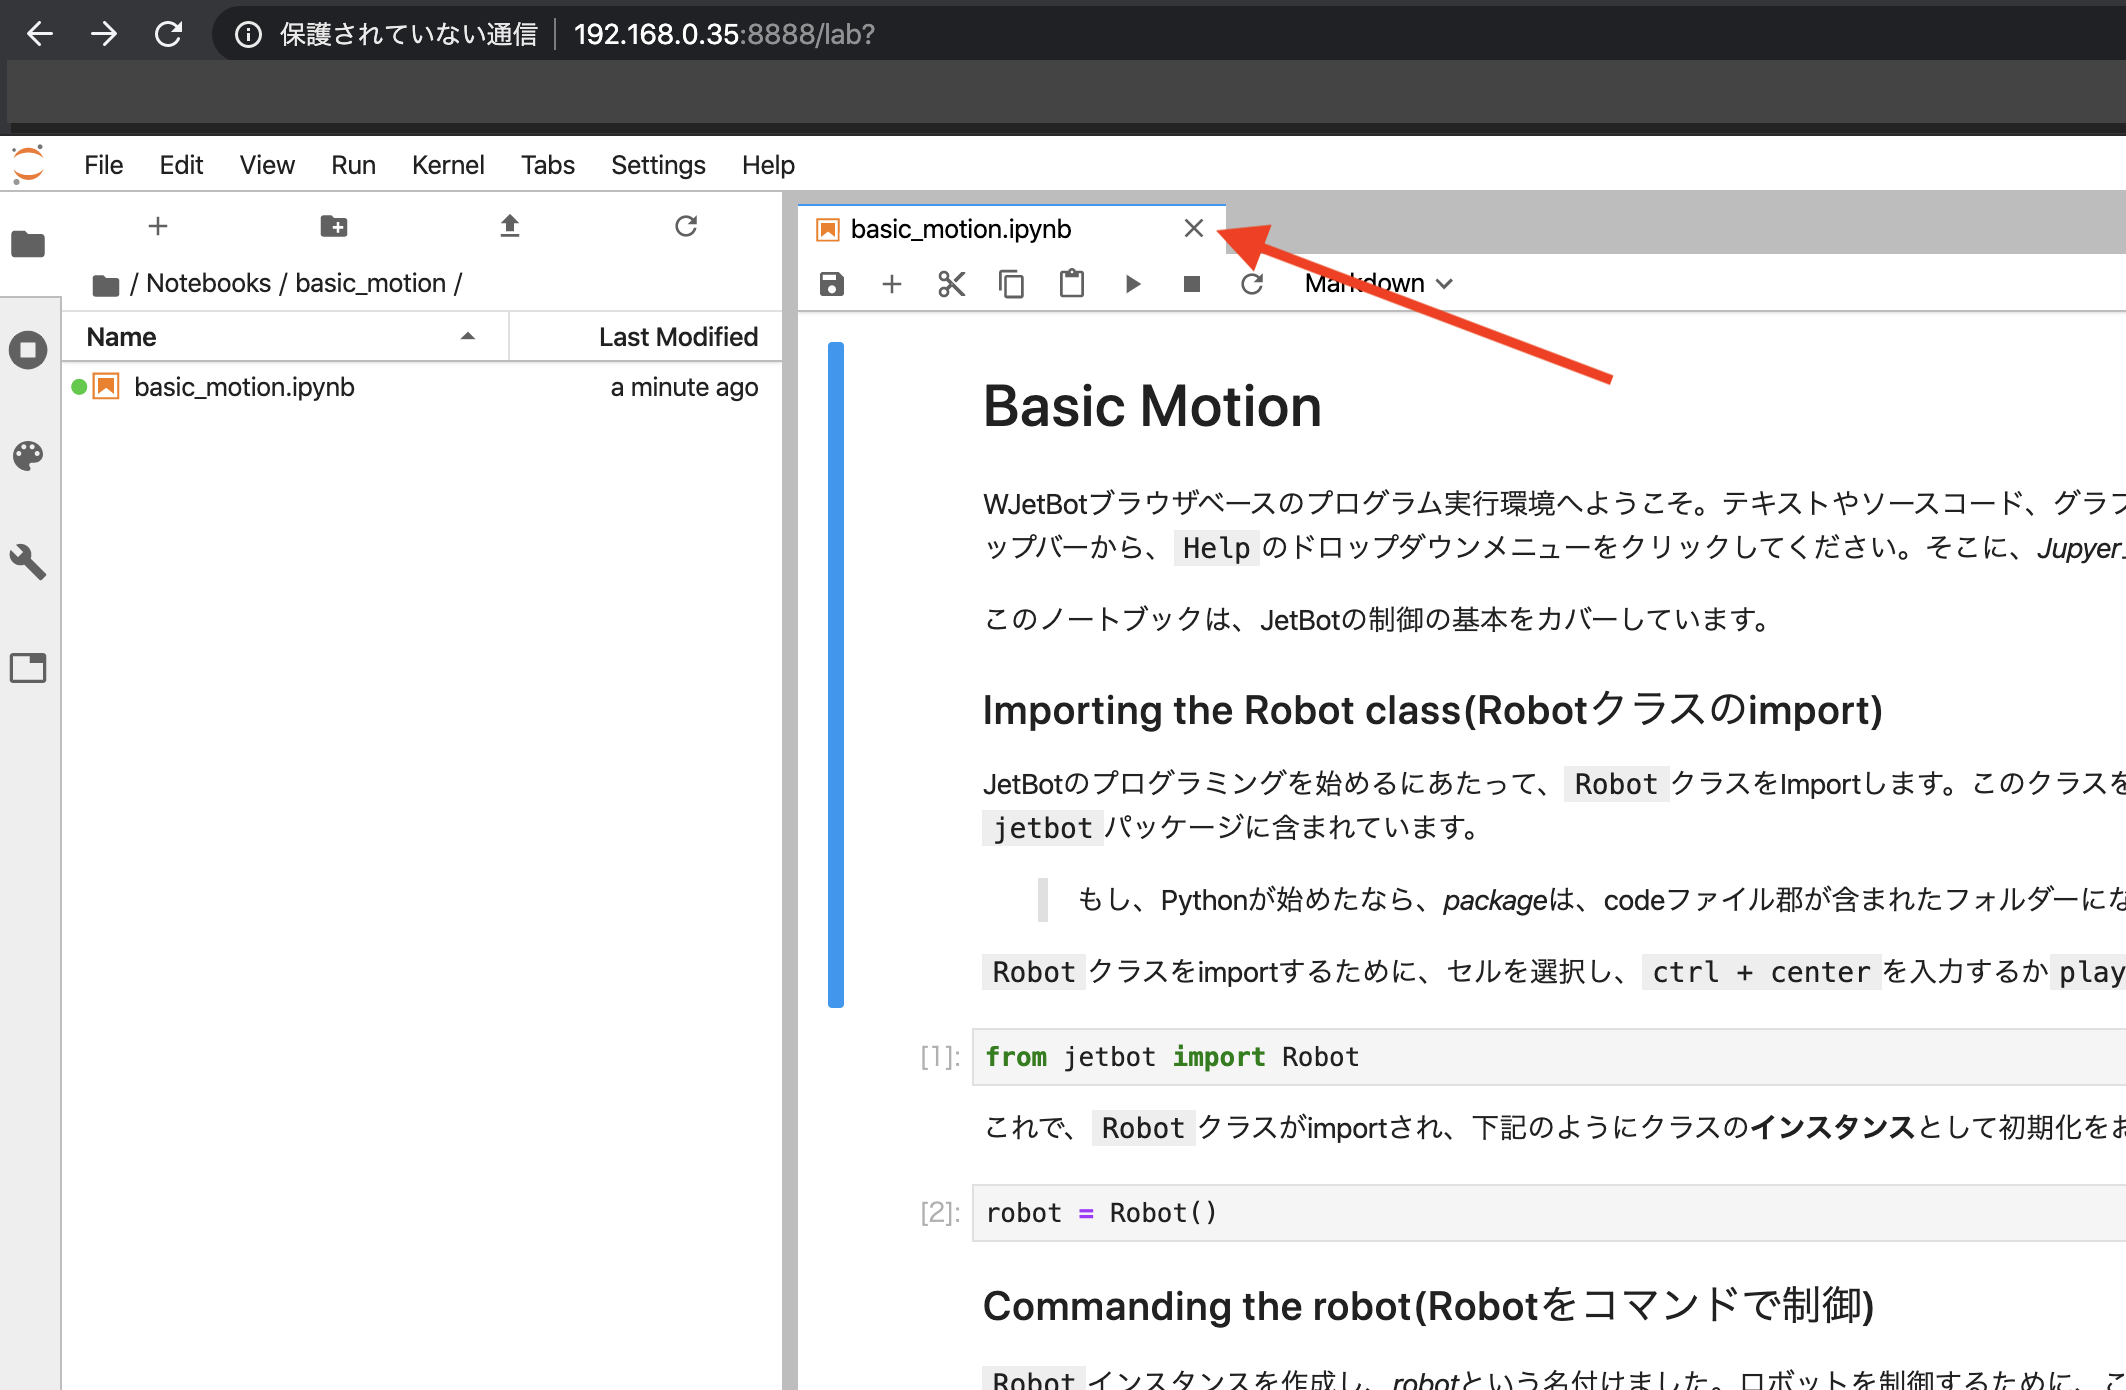 保護されていない通信 192.168.0.35:8888/lab?
File Edit View Run Kernel Tabs Settings Help
basic_motion.ipynb
/ Notebooks / basic_motion /
Markdown
Name Last Modified
basic_motion.ipynb a minute ago
Basic Motion
WJetBotブラウザベースのプログラム実行環境へようこそ。テキストやソースコード、グラフ
ップバーから、 Help のドロップダウンメニューをクリックしてください。そこに、Jupyer_
このノートブックは、JetBotの制御の基本をカバーしています。
Importing the Robot class(Robotクラスのimport)
JetBotのプログラミングを始めるにあたって、 Robot クラスをImportします。このクラスを
jetbot パッケージに含まれています。
もし、Pythonが始めたなら、packageは、codeファイル郡が含まれたフォルダーにな
Robot クラスをimportするために、セルを選択し、 ctrl + center を入力するか play
[1]: from jetbot import Robot
これで、 Robot クラスがimportされ、下記のようにクラスのインスタンスとして初期化をお
[2]: robot = Robot()
Commanding the robot(Robotをコマンドで制御)
Robot インスタンスを作成し、robotという名付けました。ロボットを制御するために、こ